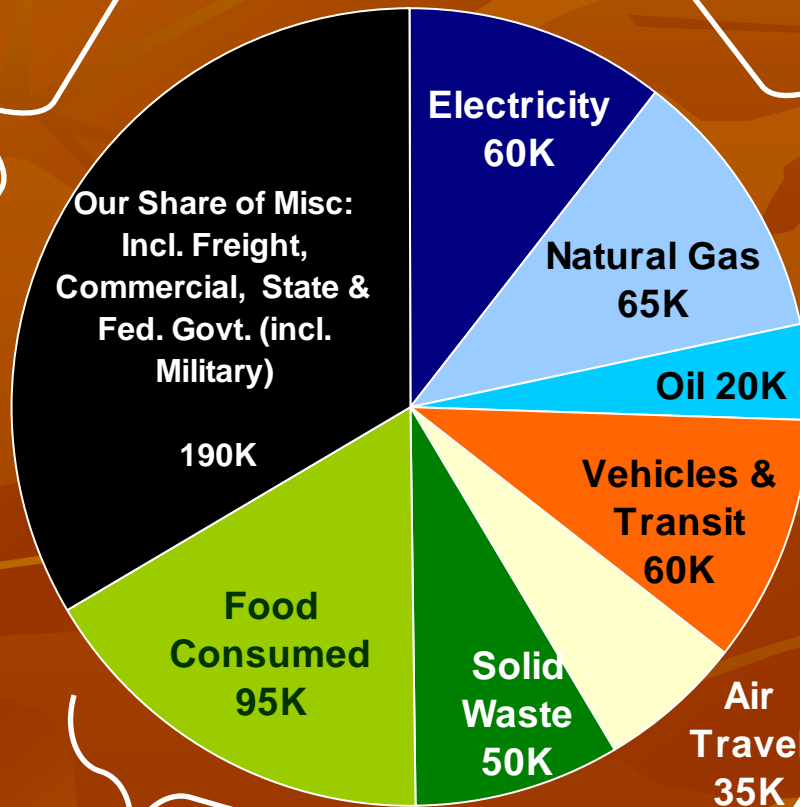 Electricity
60K
Natural Gas
65K
Oil 20K
Vehicles &
Transit
60K
Air
Travel
35K
Solid
Waste
50K
Food
Consumed
95K
Our Share of Misc:
Incl. Freight,
Commercial, State &
Fed. Govt. (incl.
Military)
190K